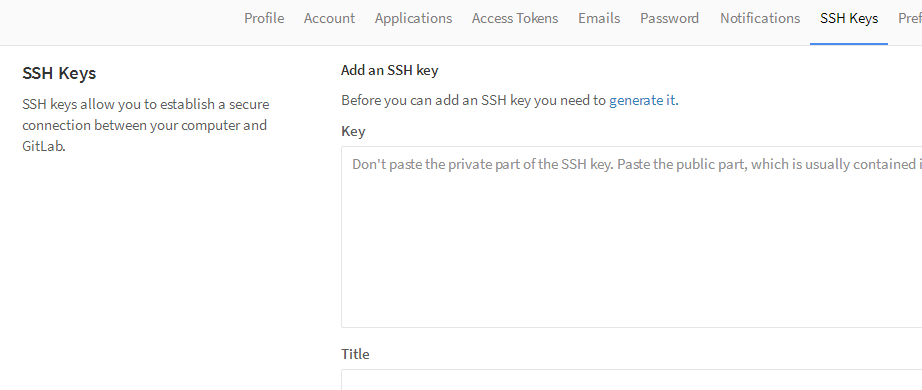 Profile Account Applications Access Tokens Emails Password Notifications SSH Keys
SSH Keys
SSH keys allow you to establish a secure
connection between your computer and
GitLab.
Add an SSH key
Before you can add an SSH key you need to generate it.
Key
Don't paste the private part of the SSH key. Paste the public part, which is usually contained
Title